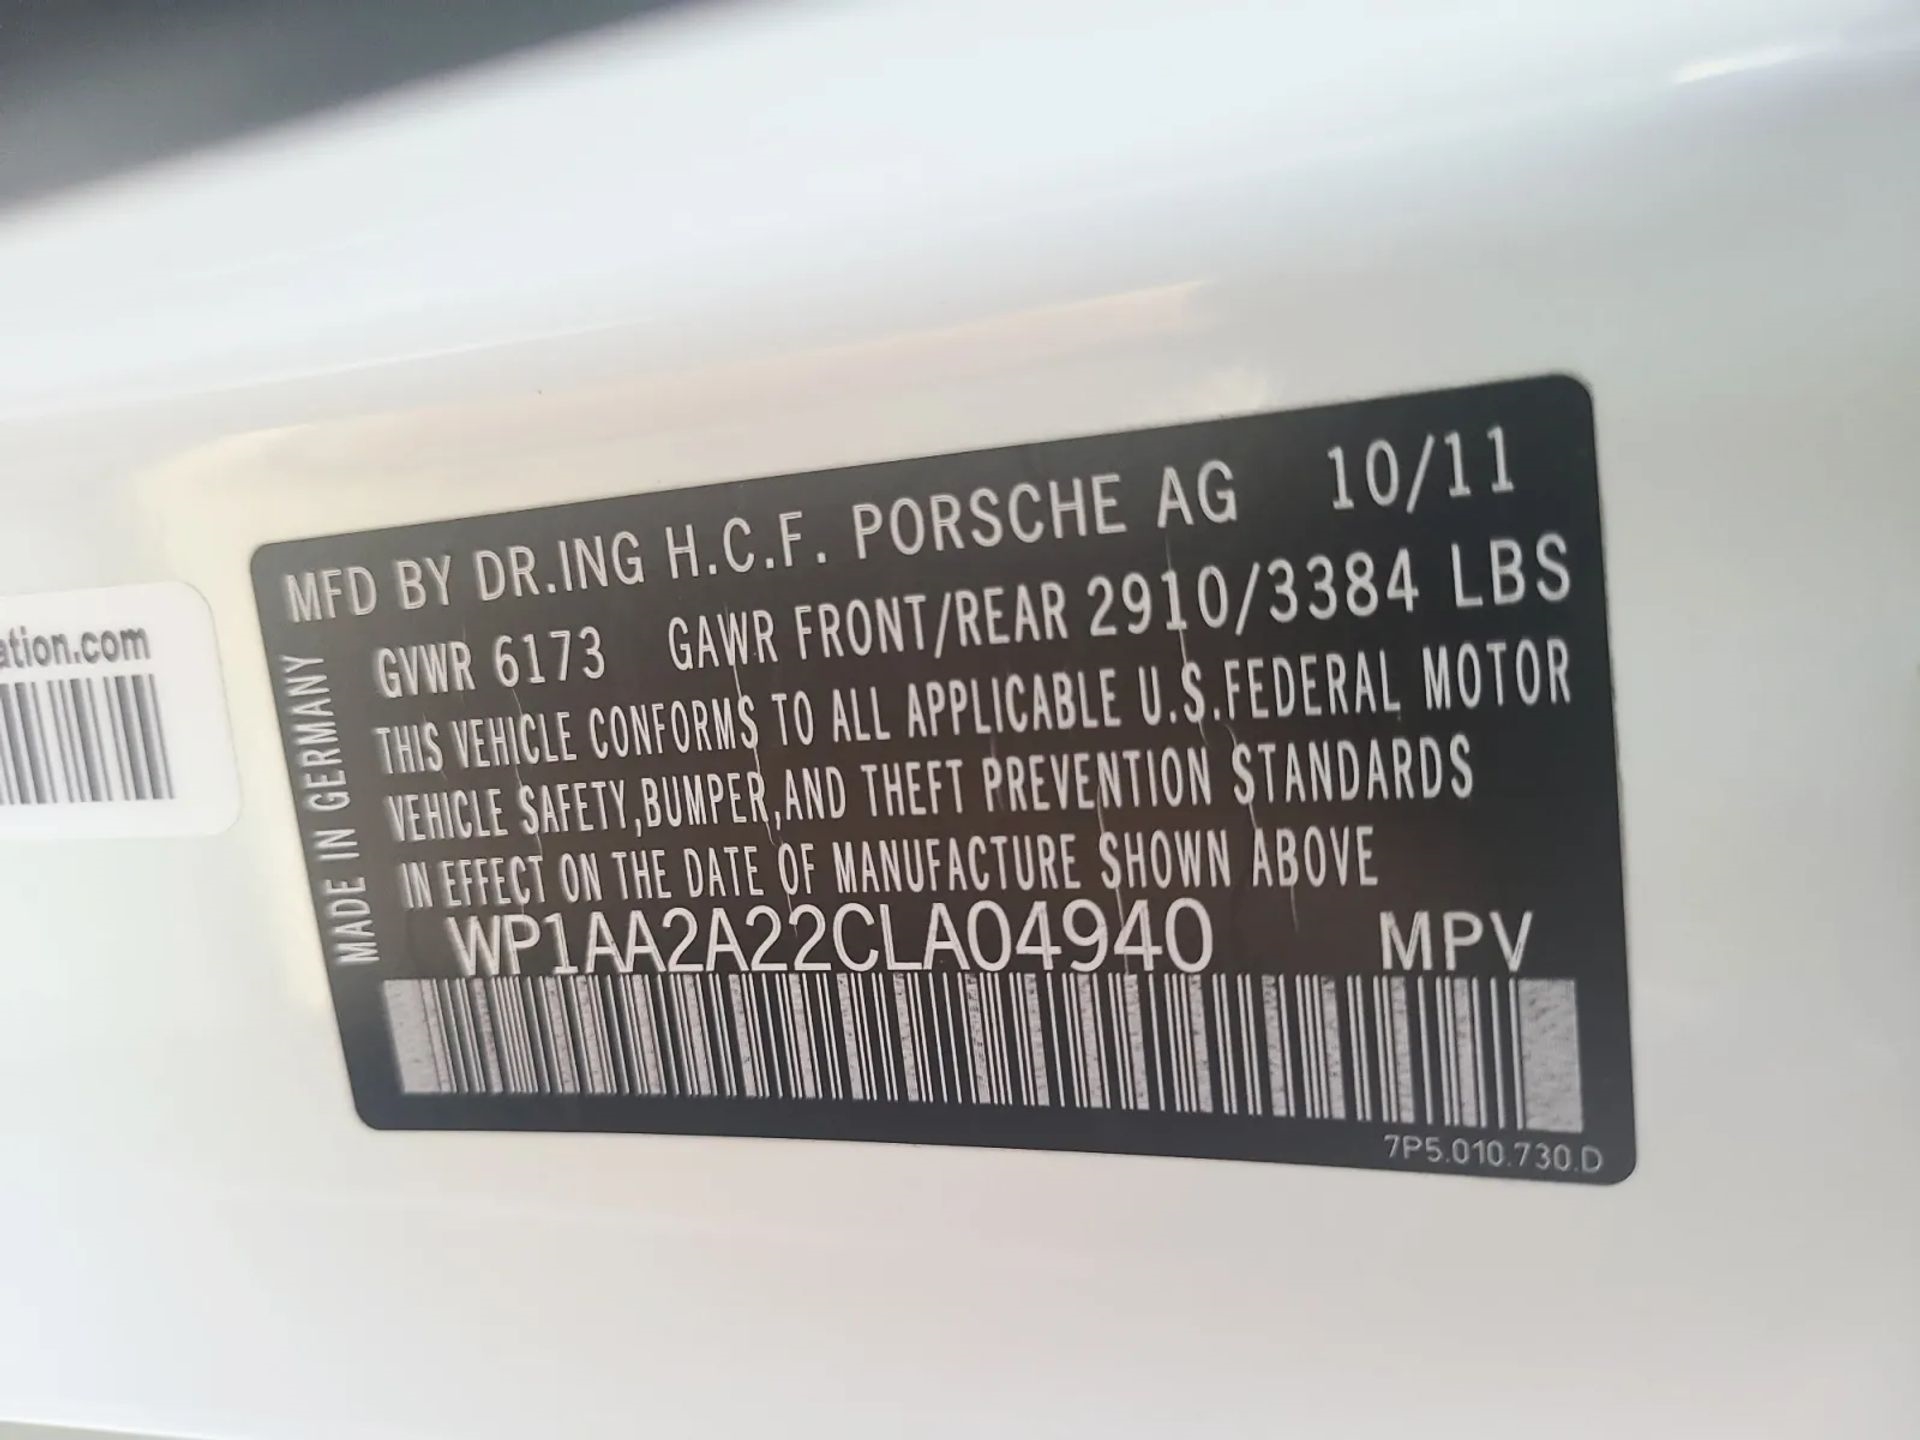 MFD BY DR.ING H.C.F. PORSCHE AG 10/11
GVWR 6173 GAWR FRONT/REAR 2910/3384 LBS
THIS VEHICLE CONFORMS TO ALL APPLICABLE U.S.FEDERAL MOTOR
VEHICLE SAFETY,BUMPER,AND THEFT PREVENTION STANDARDS
IN EFFECT ON THE DATE OF MANUFACTURE SHOWN ABOVE
WP1AA2A22CLA04940 MPV
7P5.010.730.D
MADE IN GERMANY
ation.com